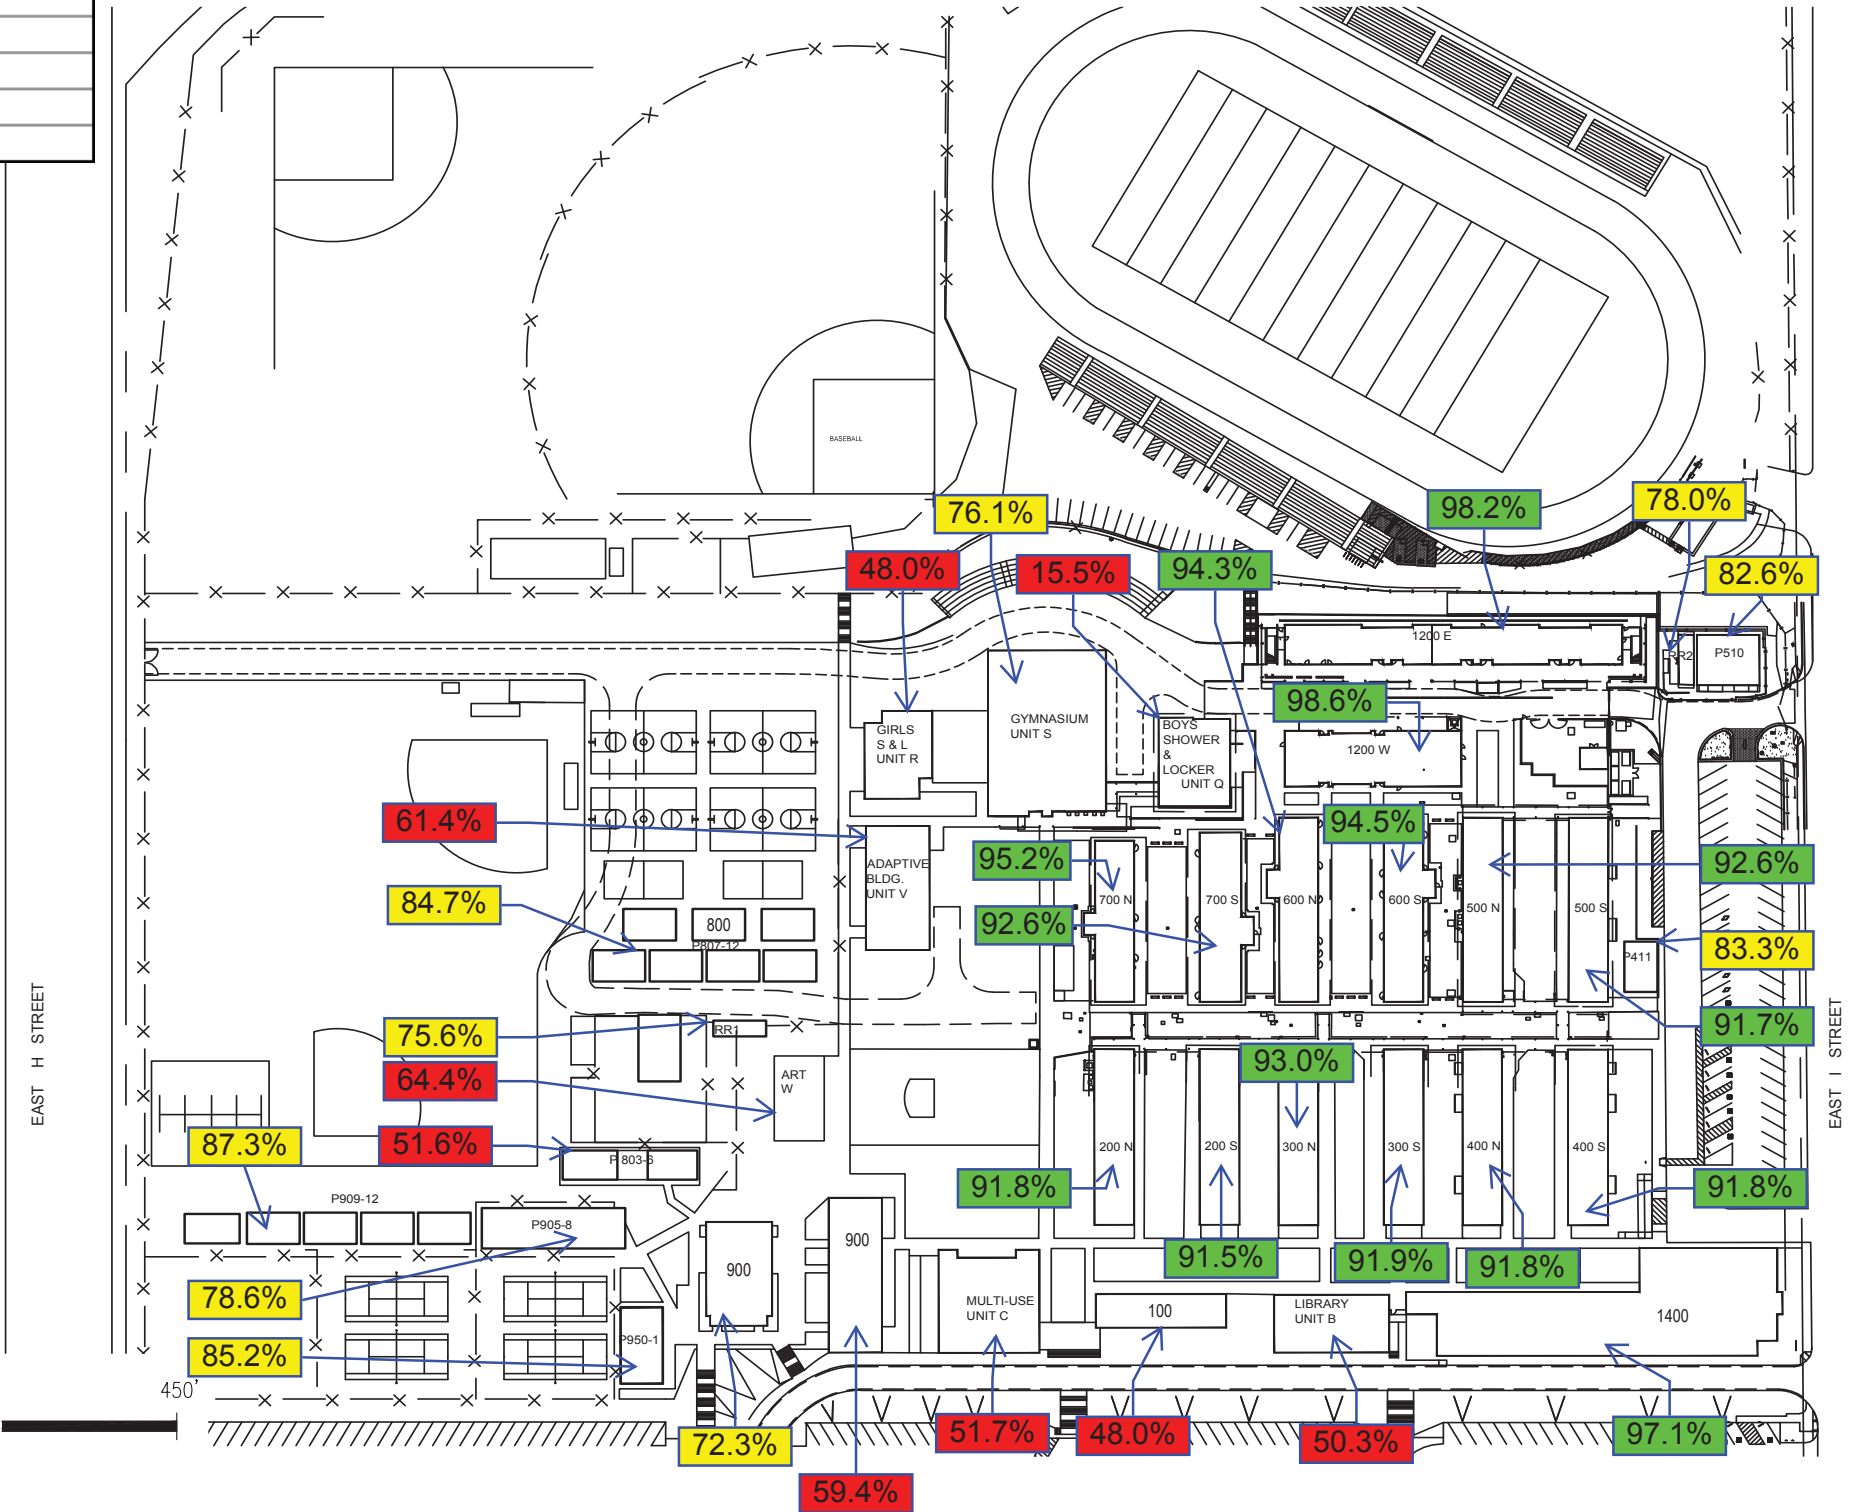 BASEBALL
76.1%
98.2%
78.0%
48.0%
15.5%
94.3%
82.6%
1200 E
RR2
P510
98.6%
GIRLS
S & L
UNIT R
GYMNASIUM
UNIT S
BOYS
SHOWER
&
LOCKER
UNIT Q
1200 W
61.4%
94.5%
95.2%
92.6%
ADAPTIVE
BLDG.
UNIT V
84.7%
700 N
700 S
600 N
600 S
500 N
500 S
92.6%
800
P807-12
83.3%
P411
75.6%
RR1
91.7%
EAST H STREET
EAST I STREET
64.4%
ART
W
93.0%
87.3%
51.6%
P 803-6
200 N
200 S
300 N
300 S
400 N
400 S
91.8%
91.8%
P909-12
P905-8
900
91.5%
91.9%
91.8%
900
78.6%
MULTI-USE
UNIT C
100
LIBRARY
UNIT B
1400
P950-1
85.2%
450'
72.3%
51.7%
48.0%
50.3%
97.1%
59.4%